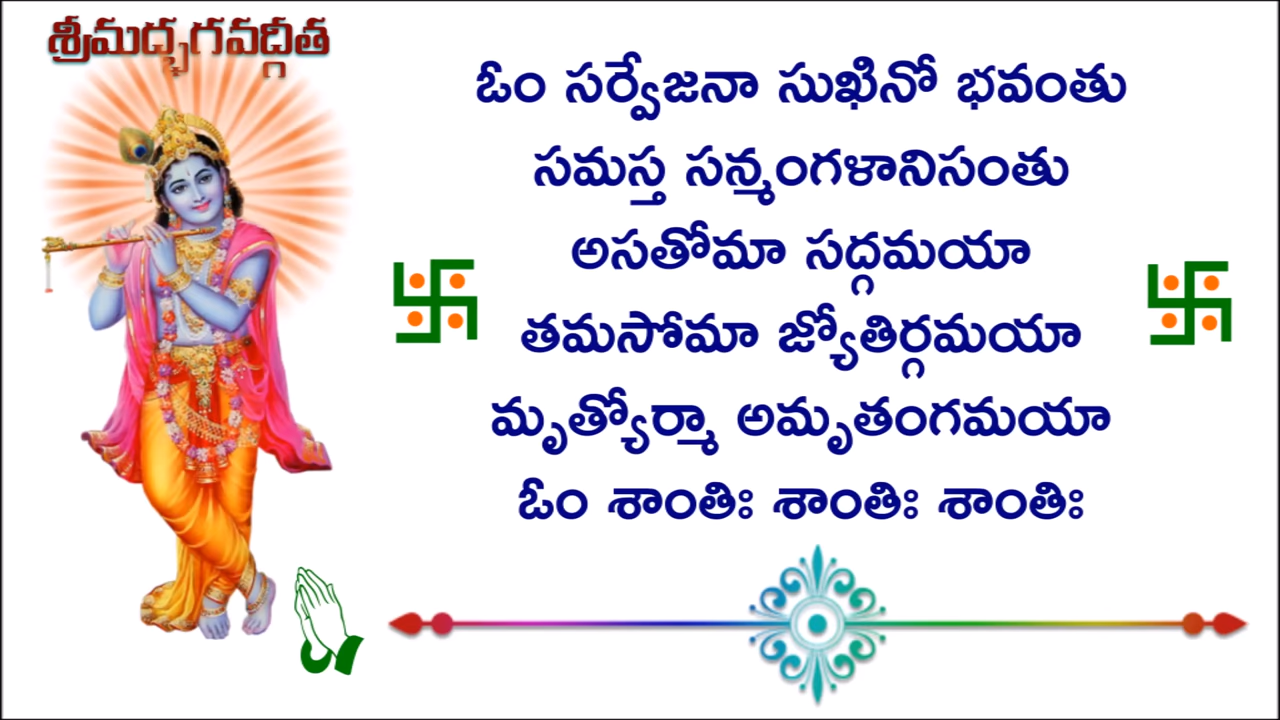 శ్రీమద్భగవద్గీత
ఓం సర్వేజనా సుఖినో భవంతు
సమస్త సన్మంగళానిసంతు
అసతోమా సద్గమయా
తమసోమా జ్యోతిర్గమయా
మృత్యోర్మా అమృతంగమయా
ఓం శాంతిః శాంతిః శాంతిః